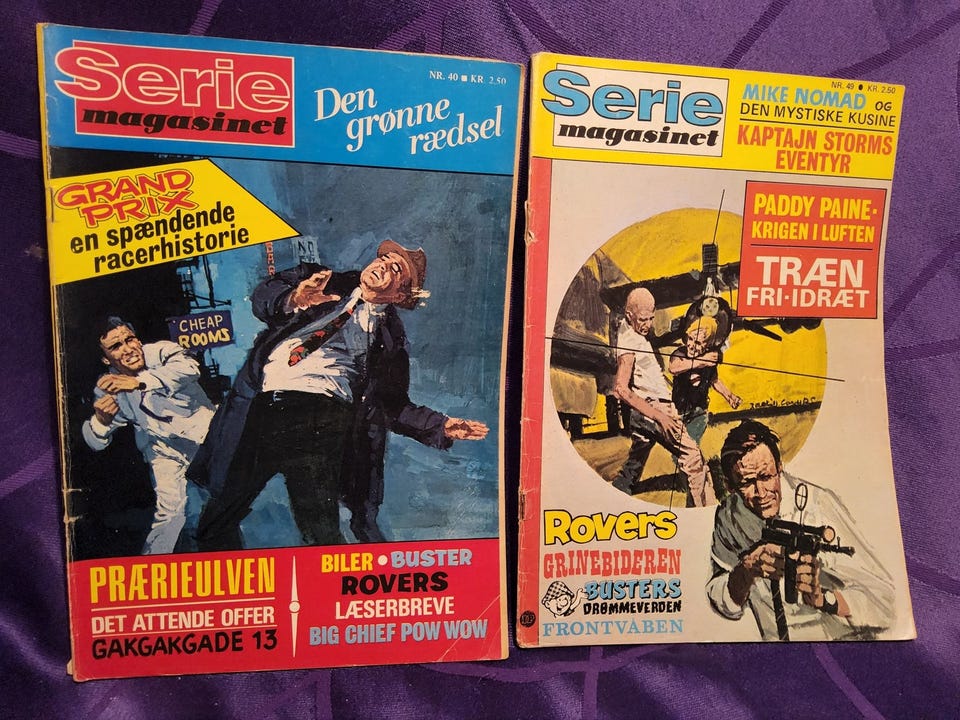 Serie
magasinet
NR. 40 ■ KR. 2.50
Den
grønne
rædsel
GRAND
PRIX
en spændende
racerhistorie
CHEAP
ROOMS
PRÆRIEULVEN
DET ATTENDE OFFER
GAKGAKGADE 13
BILER • BUSTER
ROVERS
LÆSERBREVE
BIG CHIEF POW WOW
Serie
magasinet
NR. 49 ● KR. 2.50
MIKE NOMAD OG
DEN MYSTISKE KUSINE
KAPTAJN STORMS
EVENTYR
PADDY PAINE·
KRIGEN I LUFTEN
TRÆN
FRI·IDRÆT
Rovers
GRINEBIDEREN
BUSTERS
DRØMMEVERDEN
FRONTVÅBEN